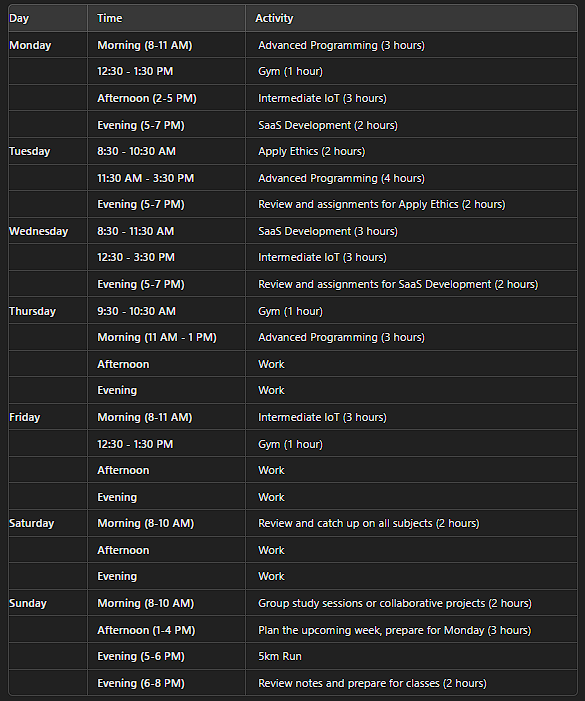 Day Time Activity
Monday Morning (8-11 AM) Advanced Programming (3 hours)
12:30 - 1:30 PM Gym (1 hour)
Afternoon (2-5 PM) Intermediate IoT (3 hours)
Evening (5-7 PM) SaaS Development (2 hours)
Tuesday 8:30 - 10:30 AM Apply Ethics (2 hours)
11:30 AM - 3:30 PM Advanced Programming (4 hours)
Evening (5-7 PM) Review and assignments for Apply Ethics (2 hours)
Wednesday 8:30 - 11:30 AM SaaS Development (3 hours)
12:30 - 3:30 PM Intermediate IoT (3 hours)
Evening (5-7 PM) Review and assignments for SaaS Development (2 hours)
Thursday 9:30 - 10:30 AM Gym (1 hour)
Morning (11 AM - 1 PM) Advanced Programming (3 hours)
Afternoon Work
Evening Work
Friday Morning (8-11 AM) Intermediate IoT (3 hours)
12:30 - 1:30 PM Gym (1 hour)
Afternoon Work
Evening Work
Saturday Morning (8-10 AM) Review and catch up on all subjects (2 hours)
Afternoon Work
Evening Work
Sunday Morning (8-10 AM) Group study sessions or collaborative projects (2 hours)
Afternoon (1-4 PM) Plan the upcoming week, prepare for Monday (3 hours)
Evening (5-6 PM) 5km Run
Evening (6-8 PM) Review notes and prepare for classes (2 hours)